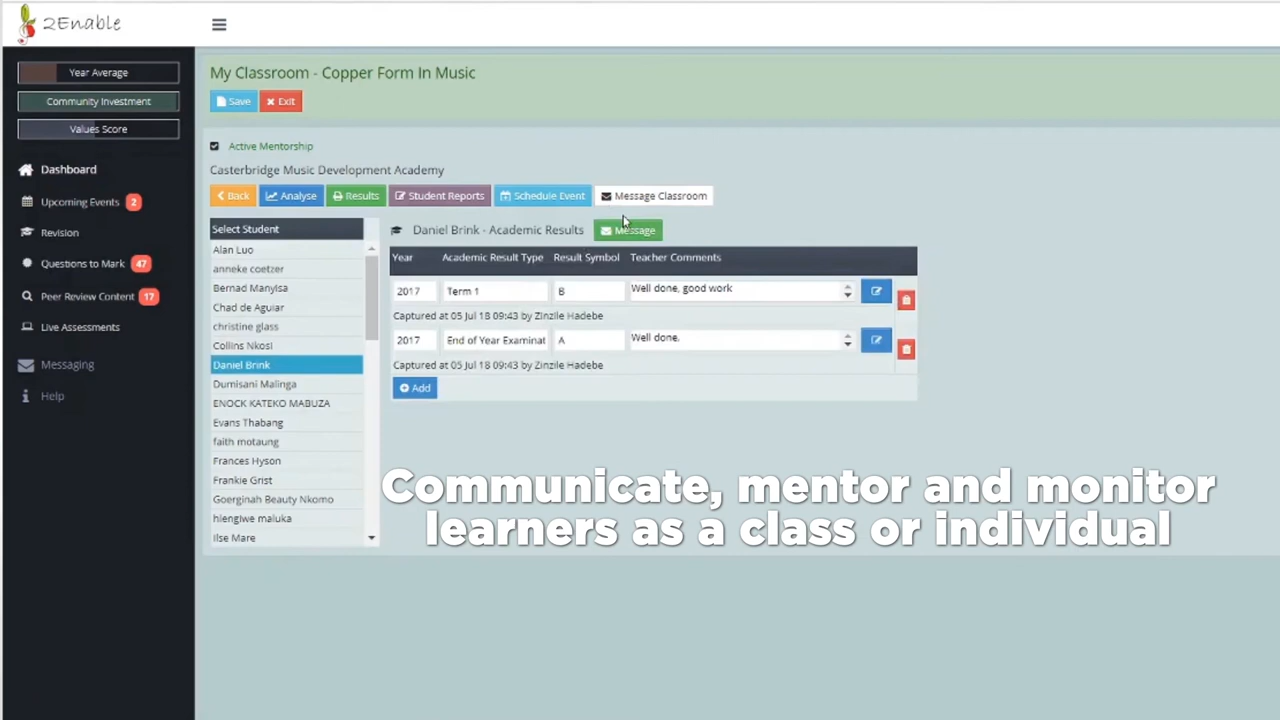 2Enable
Year Average
Community Investment
Values Score
Dashboard
Upcoming Events 2
Revision
Questions to Mark 47
Peer Review Content 17
Live Assessments
Messaging
Help
My Classroom - Copper Form In Music
Save Exit
Active Mentorship
Casterbridge Music Development Academy
Back Analyse Results Student Reports Schedule Event Message Classroom
Select Student
Alan Luo
anneke coetzer
Bernad Manyisa
Chad de Aguiar
christine glass
Collins Nkosi
Daniel Brink
Dumisani Malinga
ENOCK KATEKO MABUZA
Evans Thabang
faith motaung
Frances Hyson
Frankie Grist
Goerginah Beauty Nkomo
hlengiwe maluka
Ilse Mare
Daniel Brink - Academic Results Message
Year Academic Result Type Result Symbol Teacher Comments
2017 Term 1 B Well done, good work
Captured at 05 Jul 18 09:43 by Zinzile Hadebe
2017 End of Year Examinat A Well done.
Captured at 05 Jul 18 09:43 by Zinzile Hadebe
Add
Communicate, mentor and monitor
learners as a class or individual